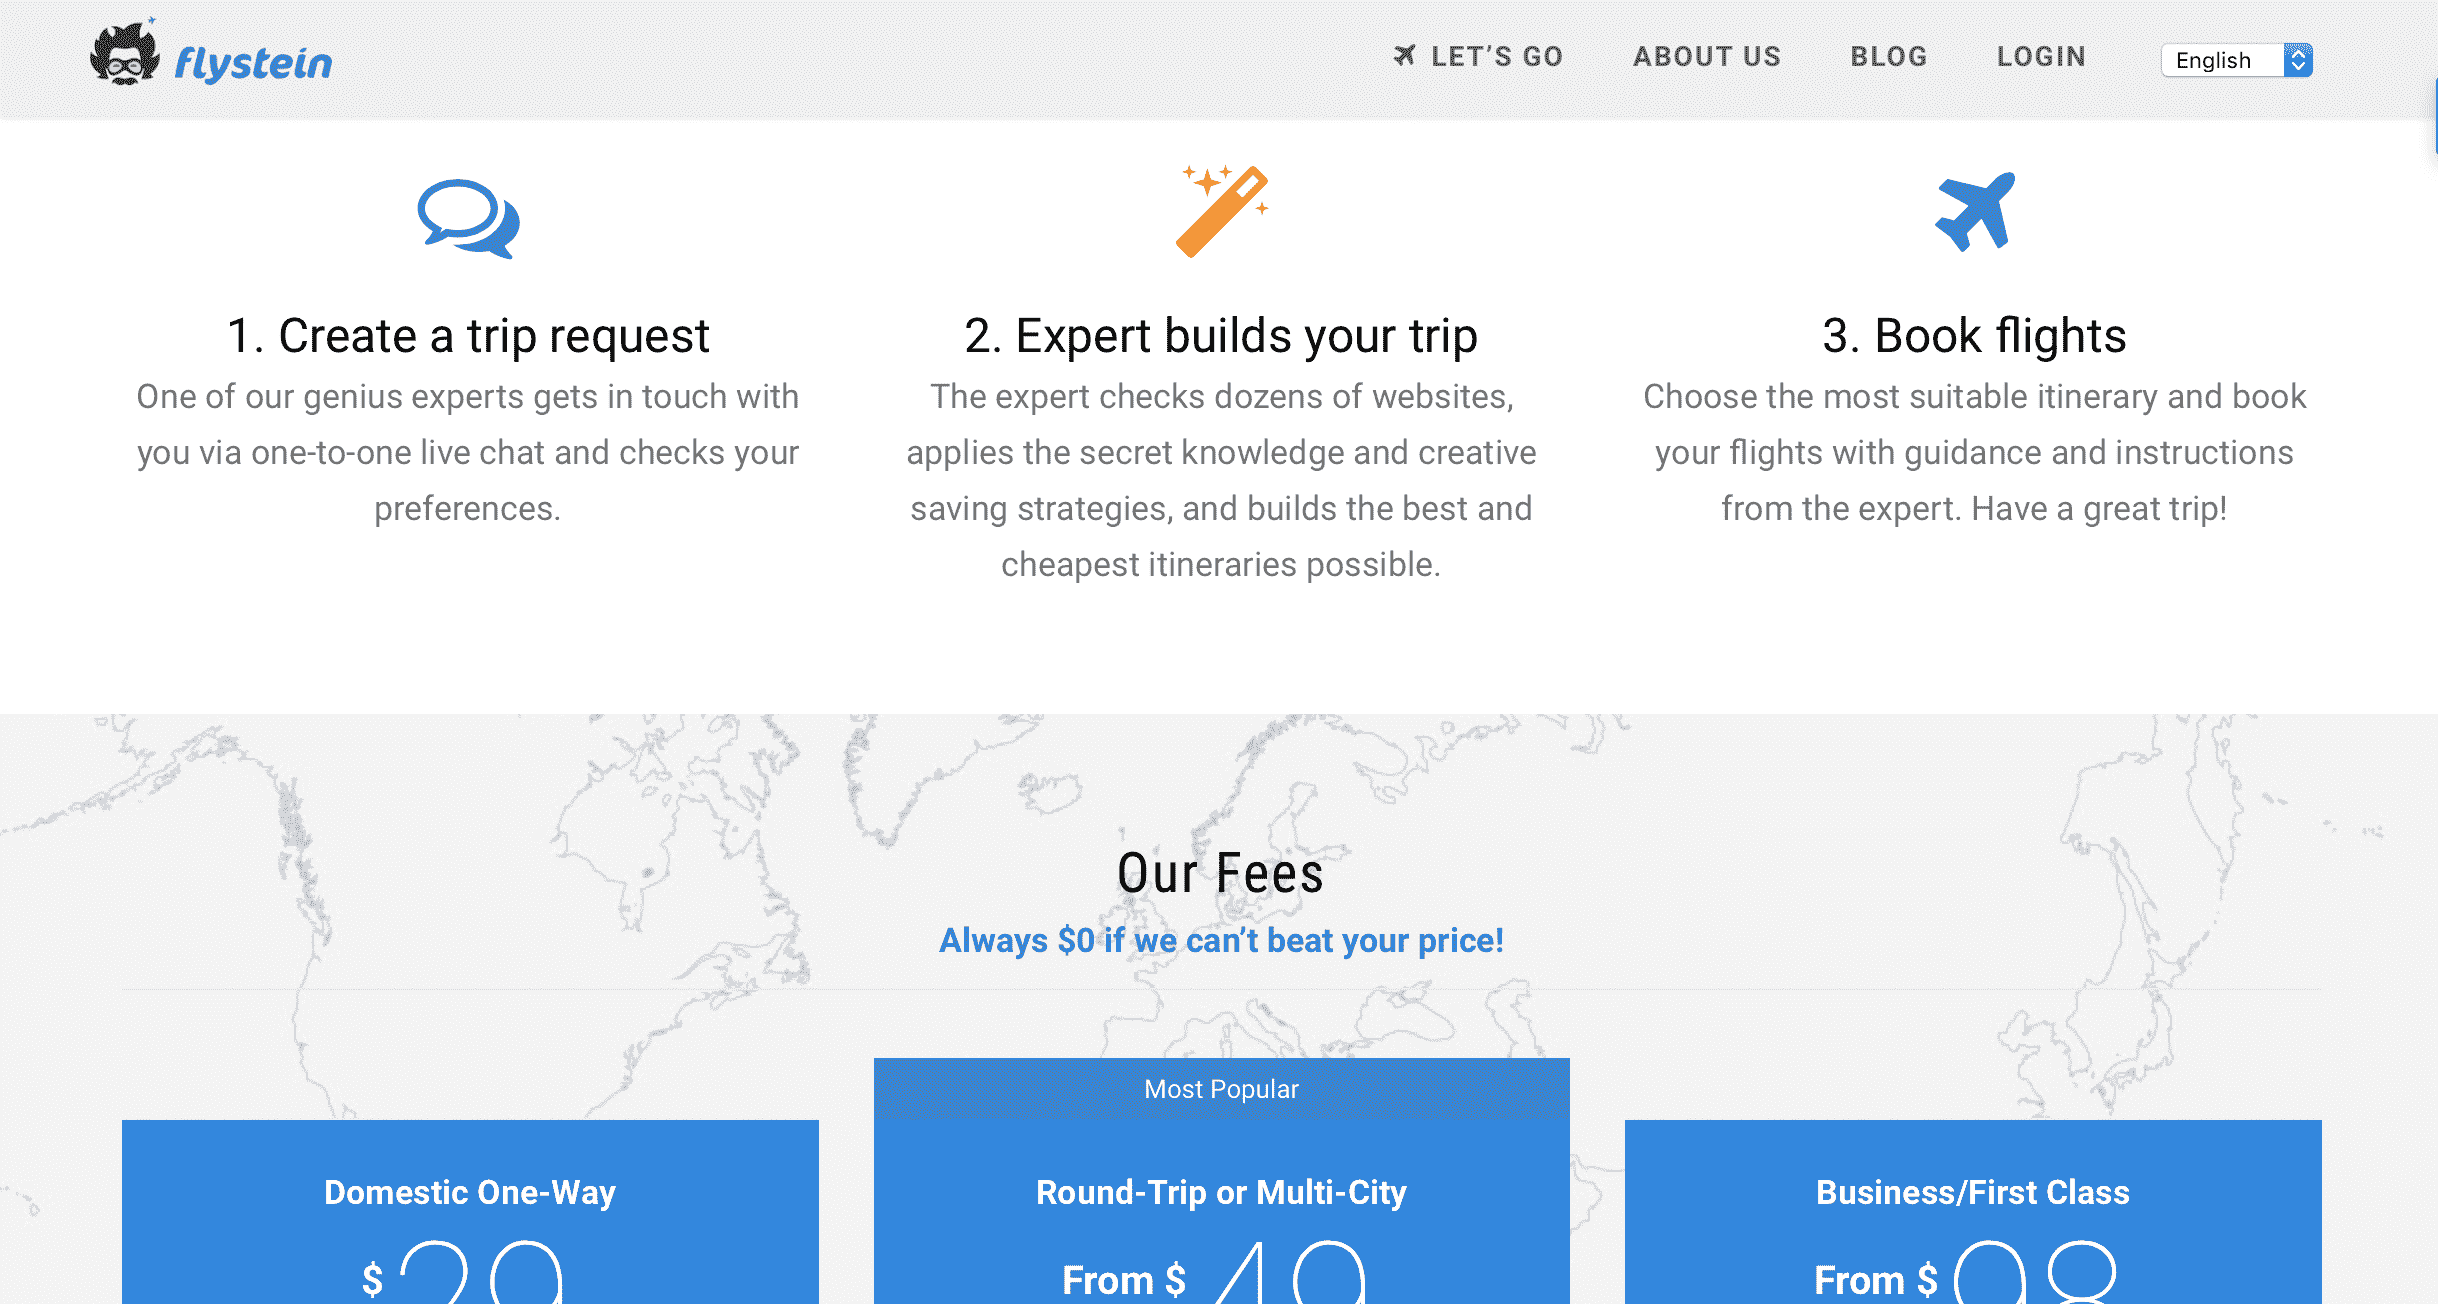 flystein
LET’S GO
ABOUT US
BLOG
LOGIN
English
1. Create a trip request
One of our genius experts gets in touch with
you via one-to-one live chat and checks your
preferences.
2. Expert builds your trip
The expert checks dozens of websites,
applies the secret knowledge and creative
saving strategies, and builds the best and
cheapest itineraries possible.
3. Book flights
Choose the most suitable itinerary and book
your flights with guidance and instructions
from the expert. Have a great trip!
Our Fees
Always $0 if we can’t beat your price!
Domestic One-Way
$ 29
Most Popular
Round-Trip or Multi-City
From $ 49
Business/First Class
From $ 98